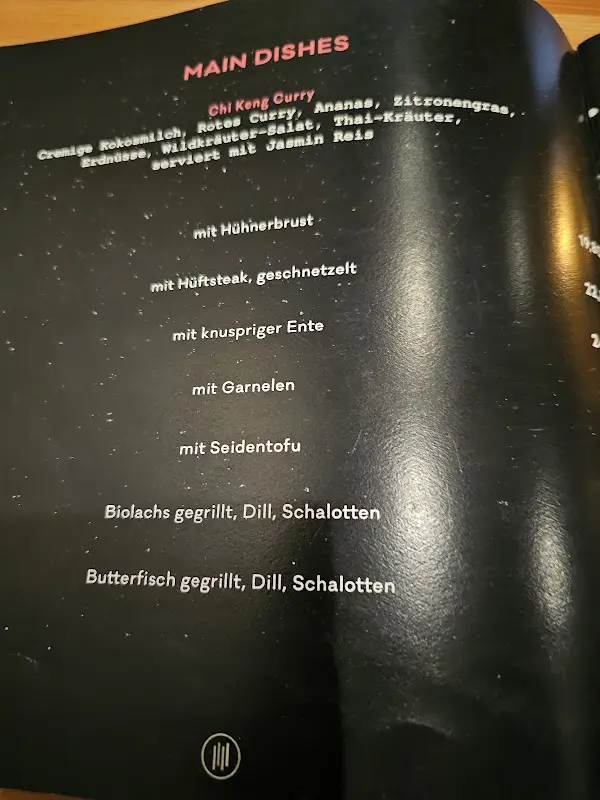 MAIN DISHES
Chi Keng Curry
Cremige Kokosmilch, Rotes Curry, Ananas, Zitronengras,
Erdnüsse, Wildkräuter-Salat, Thai-Kräuter,
serviert mit Jasmin Reis
mit Hühnerbrust
mit Hüftsteak, geschnetzelt
mit knuspriger Ente
mit Garnelen
mit Seidentofu
Biolachs gegrillt, Dill, Schalotten
Butterfisch gegrillt, Dill, Schalotten